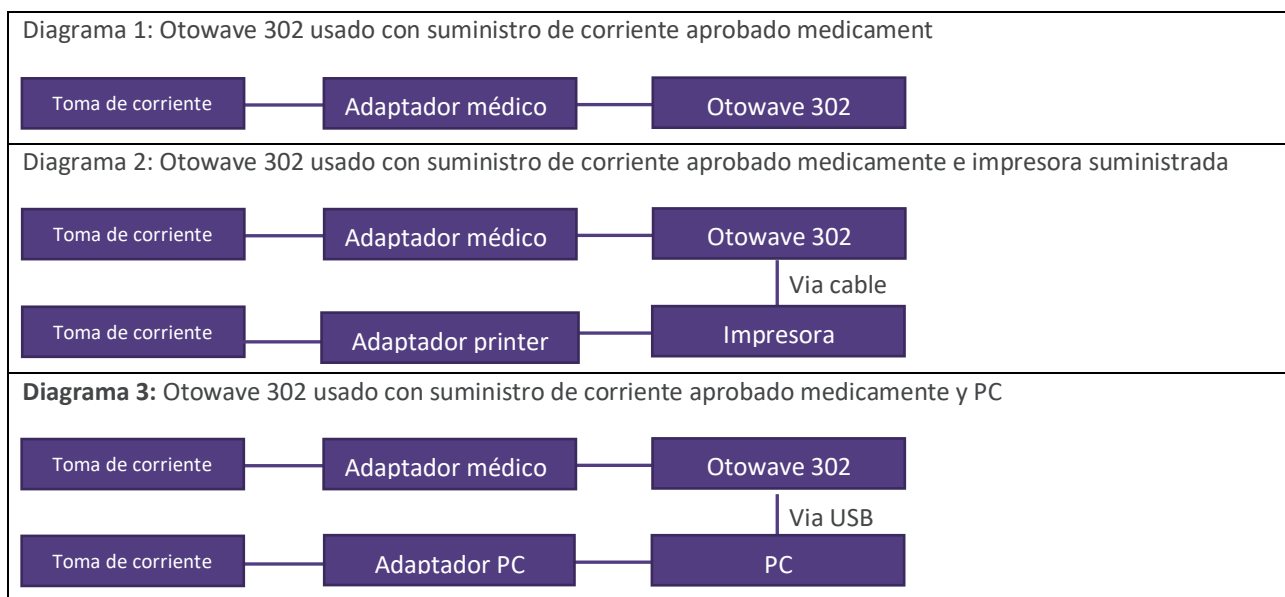 Diagrama 1: Otowave 302 usado con suministro de corriente aprobado medicament
Toma de corriente Adaptador médico Otowave 302
Diagrama 2: Otowave 302 usado con suministro de corriente aprobado medicamente e impresora suministrada
Toma de corriente Adaptador médico Otowave 302
Via cable
Toma de corriente Adaptador printer Impresora
Diagrama 3: Otowave 302 usado con suministro de corriente aprobado medicamente y PC
Toma de corriente Adaptador médico Otowave 302
Via USB
Toma de corriente Adaptador PC PC